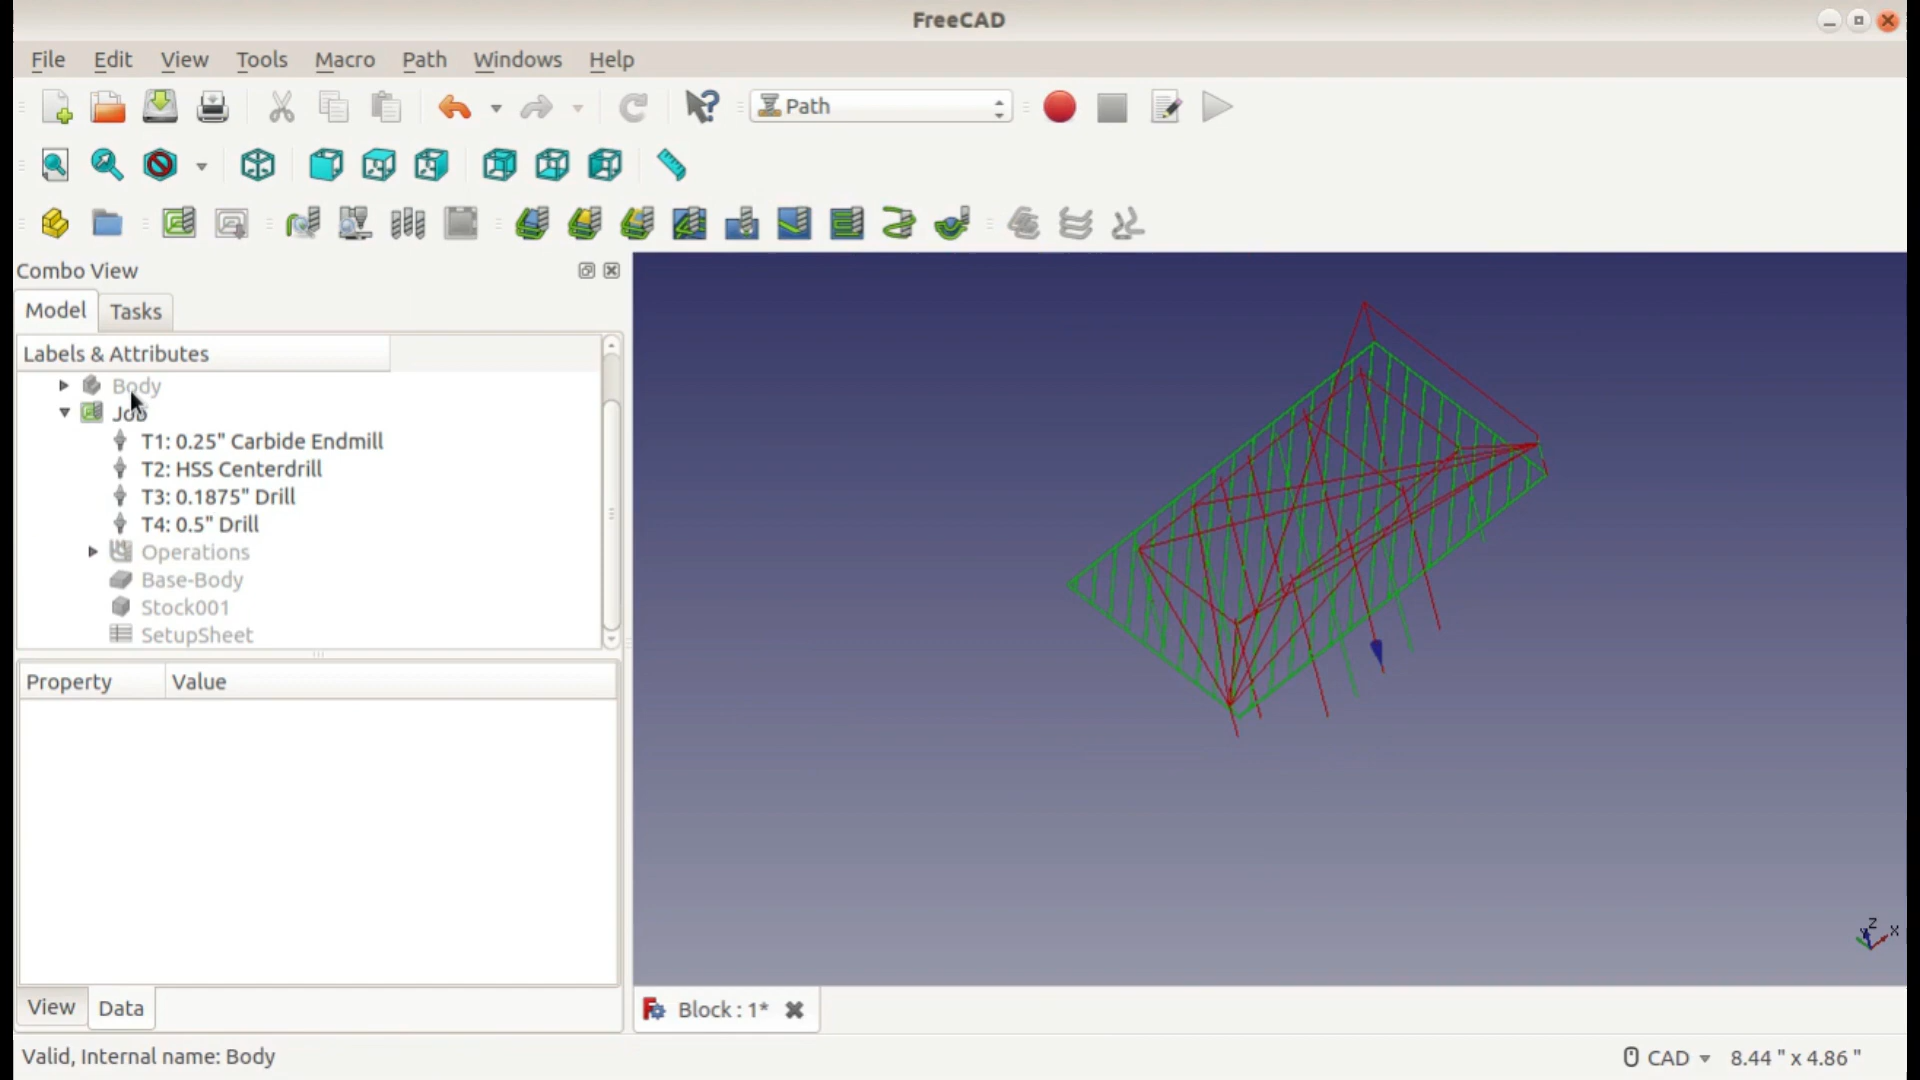 FreeCAD
File Edit View Tools Macro Path Windows Help
Path
Combo View
Model Tasks
Labels & Attributes
Body
Job
T1: 0.25" Carbide Endmill
T2: HSS Centerdrill
T3: 0.1875" Drill
T4: 0.5" Drill
Operations
Base-Body
Stock001
SetupSheet
Property Value
Z
X
View Data
Block : 1*
Valid, Internal name: Body
CAD 8.44 " x 4.86 "